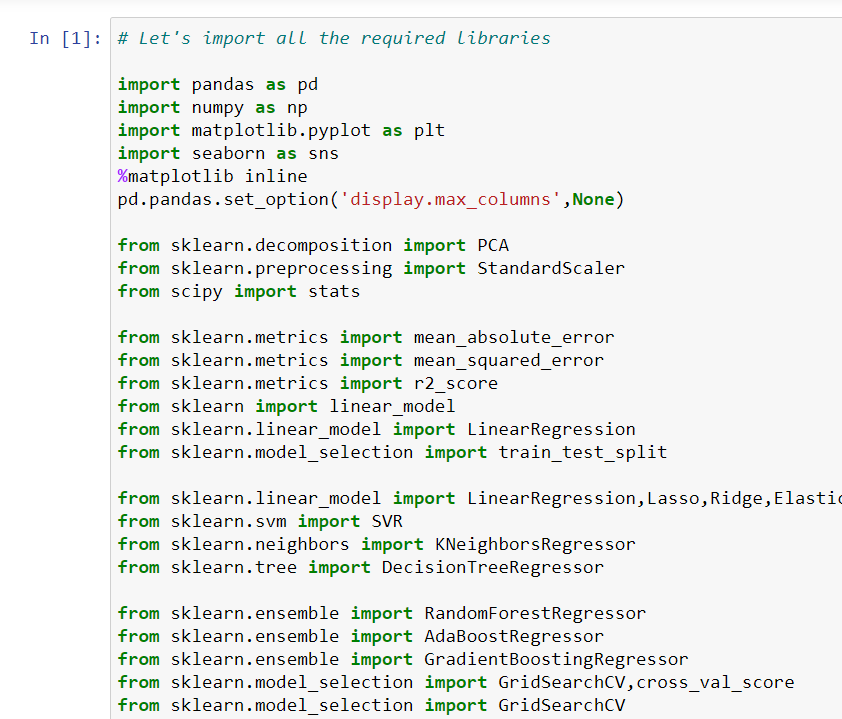 In [1]: # Let's import all the required libraries
import pandas as pd
import numpy as np
import matplotlib.pyplot as plt
import seaborn as sns
%matplotlib inline
pd.pandas.set_option('display.max_columns',None)
from sklearn.decomposition import PCA
from sklearn.preprocessing import StandardScaler
from scipy import stats
from sklearn.metrics import mean_absolute_error
from sklearn.metrics import mean_squared_error
from sklearn.metrics import r2_score
from sklearn import linear_model
from sklearn.linear_model import LinearRegression
from sklearn.model_selection import train_test_split
from sklearn.linear_model import LinearRegression,Lasso,Ridge,Elastic
from sklearn.svm import SVR
from sklearn.neighbors import KNeighborsRegressor
from sklearn.tree import DecisionTreeRegressor
from sklearn.ensemble import RandomForestRegressor
from sklearn.ensemble import AdaBoostRegressor
from sklearn.ensemble import GradientBoostingRegressor
from sklearn.model_selection import GridSearchCV,cross_val_score
from sklearn.model_selection import GridSearchCV